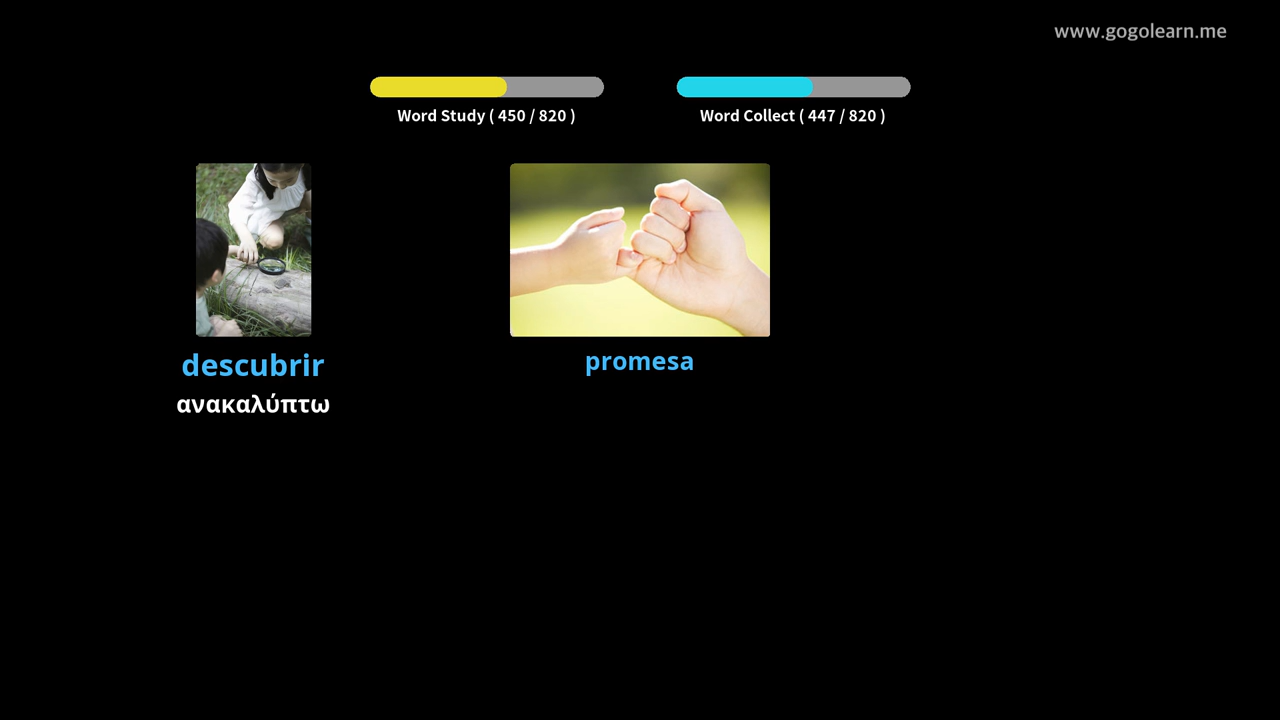 www.gogolearn.me
Word Study ( 450 / 820 )
Word Collect ( 447 / 820 )
descubrir
ανακαλύπτω
promesa